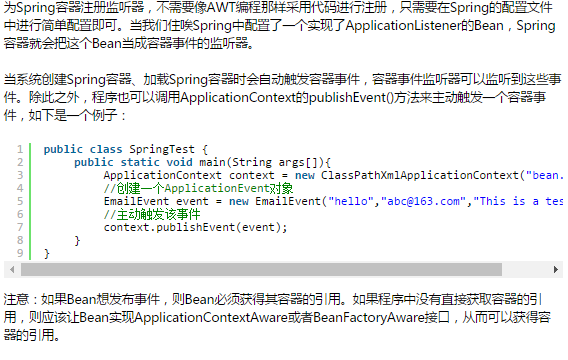 为Spring容器注册监听器，不需要像AWT编程那样采用代码进行注册，只需要在Spring的配置文件
中进行简单配置即可。当我们住唉Spring中配置了一个实现了ApplicationListener的Bean，Spring
容器就会把这个Bean当成容器事件的监听器。
当系统创建Spring容器、加载Spring容器时会自动触发容器事件，容器事件监听器可以监听到这些事
件。除此之外，程序也可以调用ApplicationContext的publishEvent()方法来主动触发一个容器事
件，如下是一个例子：
1 public class SpringTest {
2 public static void main(String args[]){
3 ApplicationContext context = new ClassPathXmlApplicationContext("bean.
4 //创建一个ApplicationEvent对象
5 EmailEvent event = new EmailEvent("hello","abc@163.com","This is a tes
6 //主动触发该事件
7 context.publishEvent(event);
8 }
9 }
注意：如果Bean想发布事件，则Bean必须获得其容器的引用。如果程序中没有直接获取容器的引
用，则应该让Bean实现ApplicationContextAware或者BeanFactoryAware接口，从而可以获得容
器的引用。